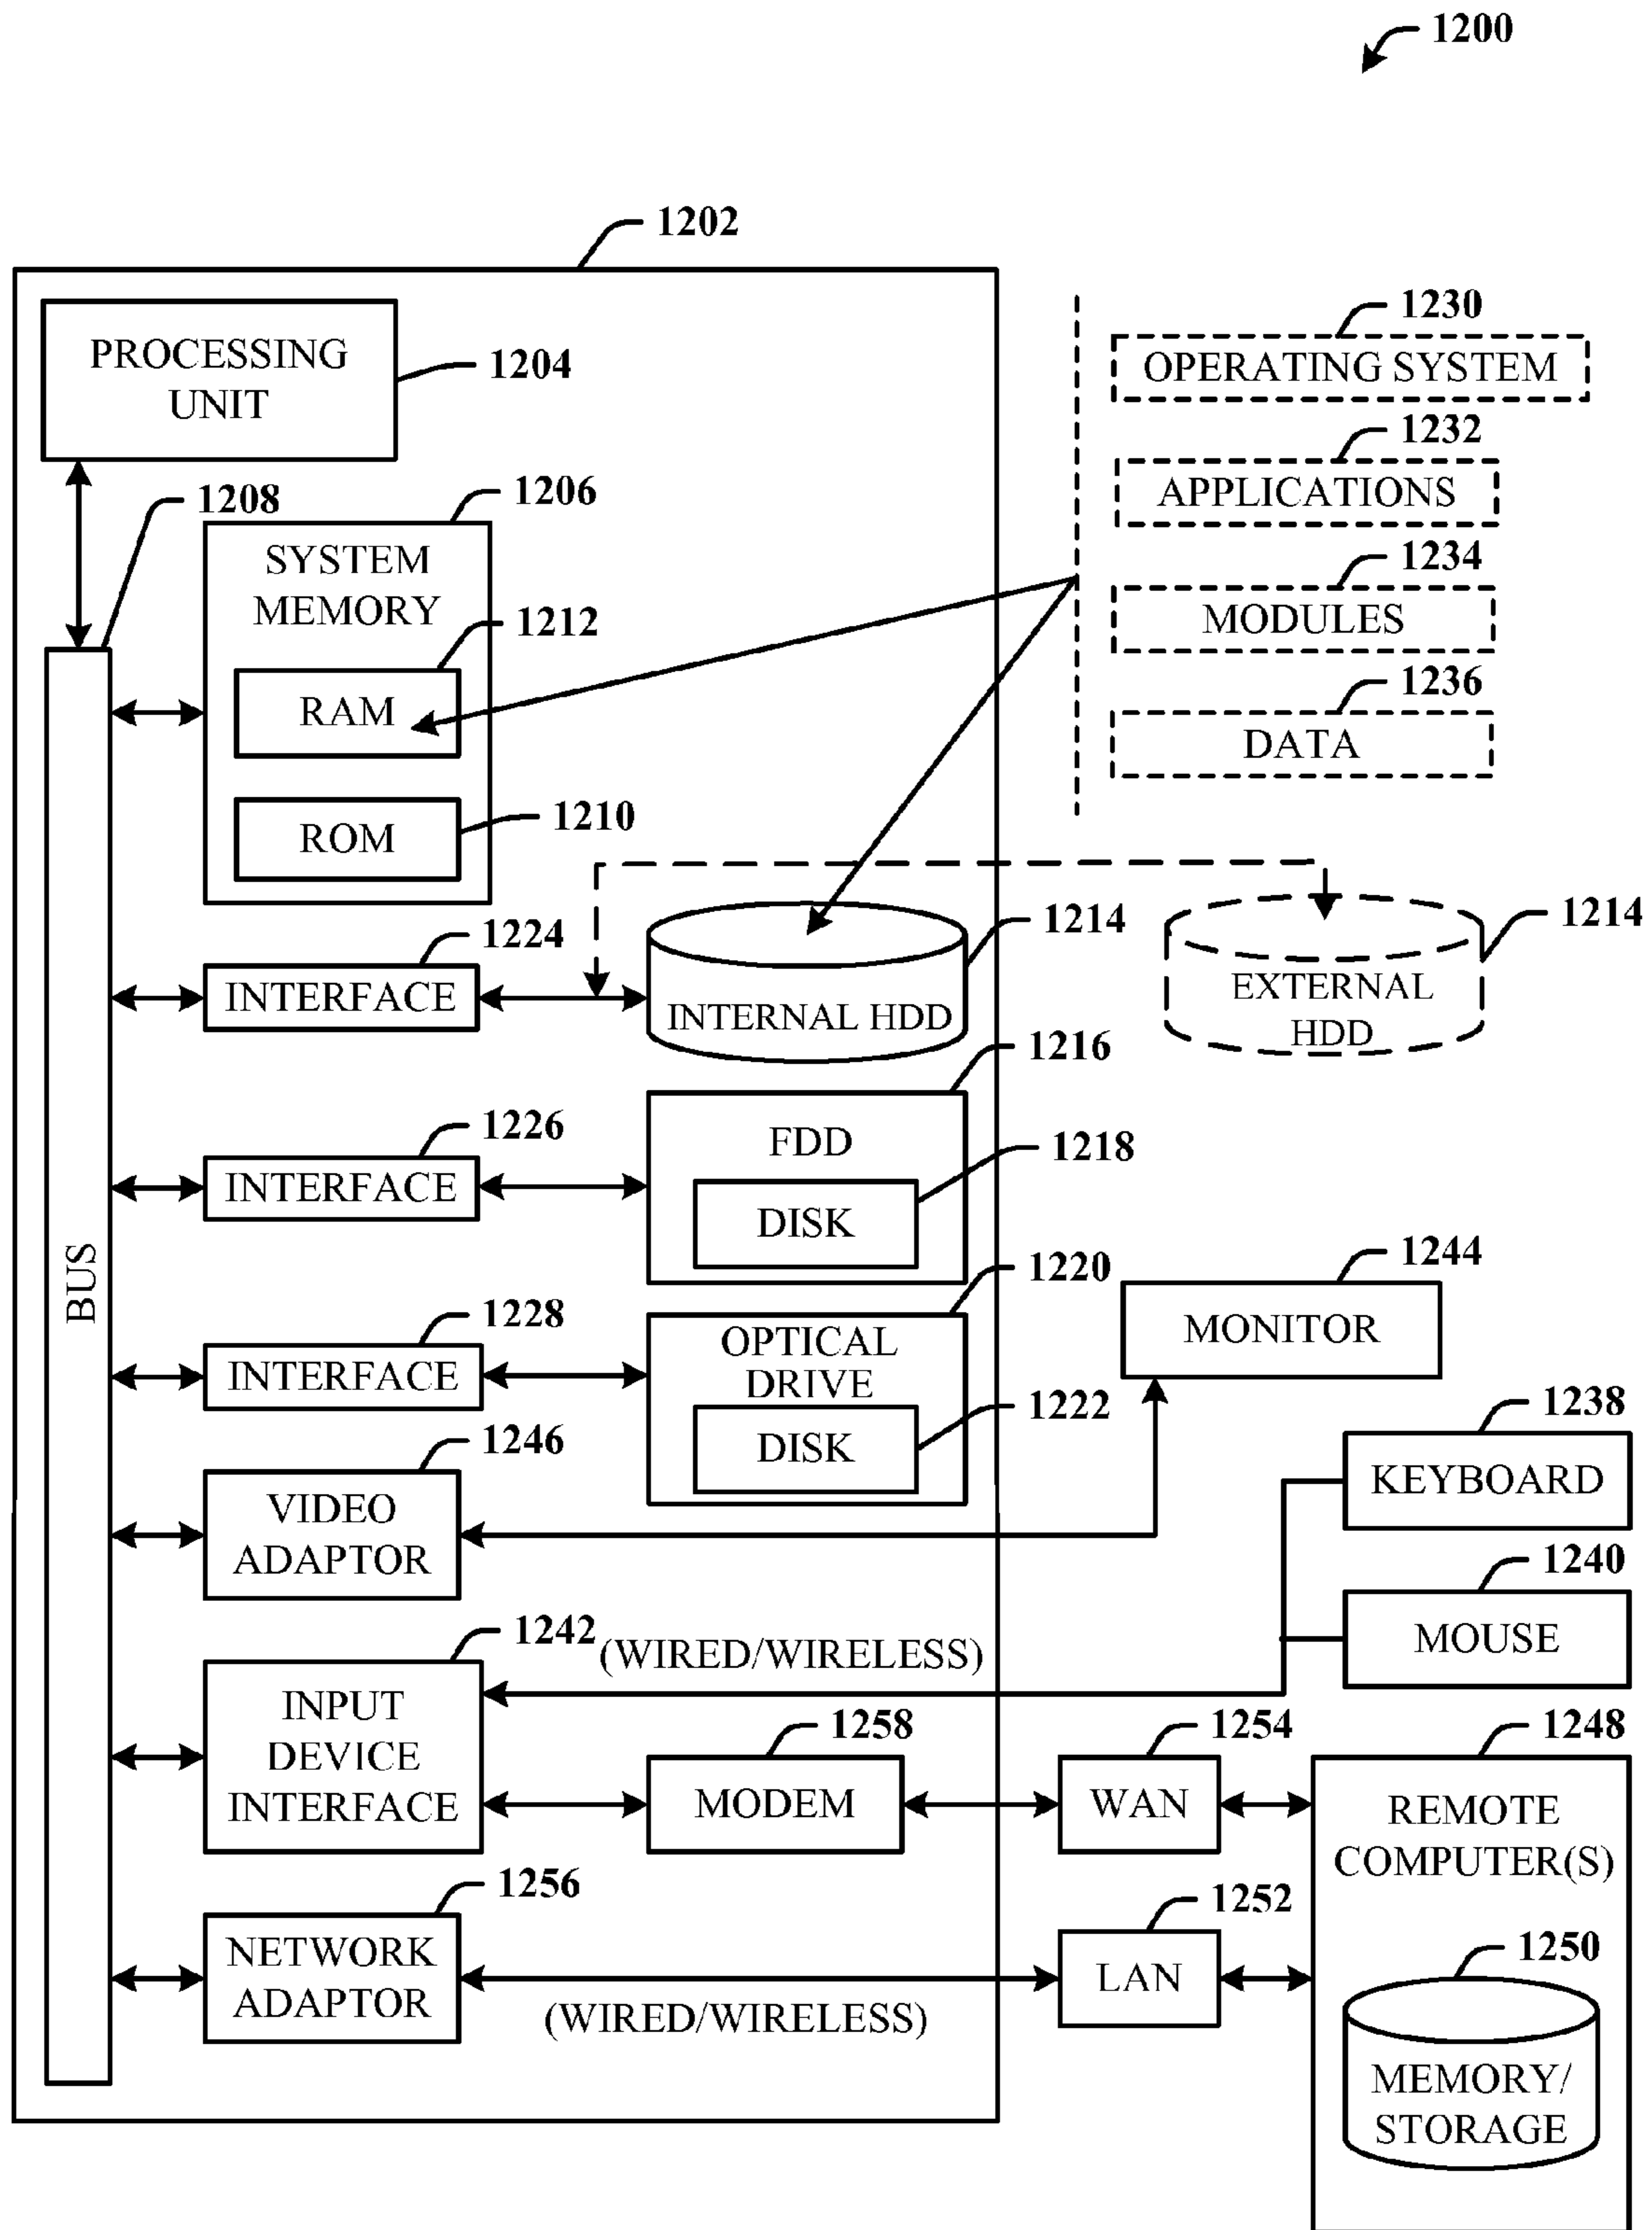 1200
1202
PROCESSING
UNIT
1204
1230
OPERATING SYSTEM
1232
APPLICATIONS
1234
MODULES
1236
DATA
1208
1206
SYSTEM
MEMORY
1212
RAM
1210
ROM
1224
INTERFACE
1214
INTERNAL HDD
1214
EXTERNAL
HDD
1226
INTERFACE
1216
FDD
1218
DISK
BUS
1228
INTERFACE
1220
OPTICAL
DRIVE
1222
DISK
1244
MONITOR
1246
VIDEO
ADAPTOR
1238
KEYBOARD
1240
MOUSE
1242
(WIRED/WIRELESS)
INPUT
DEVICE
INTERFACE
1258
MODEM
1254
WAN
1248
REMOTE
COMPUTER(S)
1256
NETWORK
ADAPTOR
(WIRED/WIRELESS)
1252
LAN
1250
MEMORY/
STORAGE